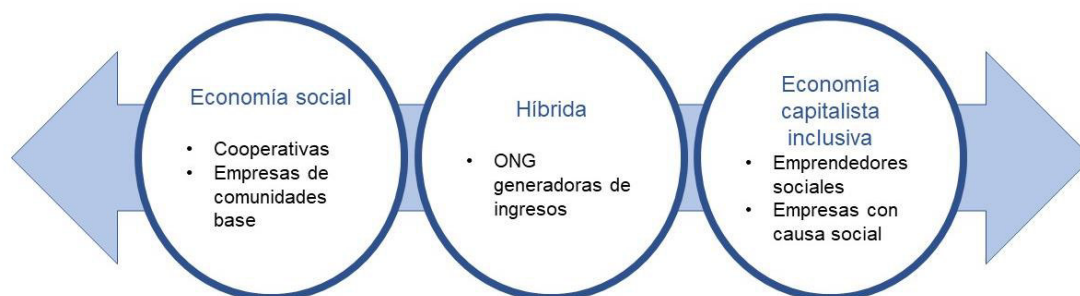 Economía social
• Cooperativas
• Empresas de
comunidades
base
Híbrida
• ONG
generadoras de
ingresos
Economía
capitalista
inclusiva
• Emprendedores
sociales
• Empresas con
causa social